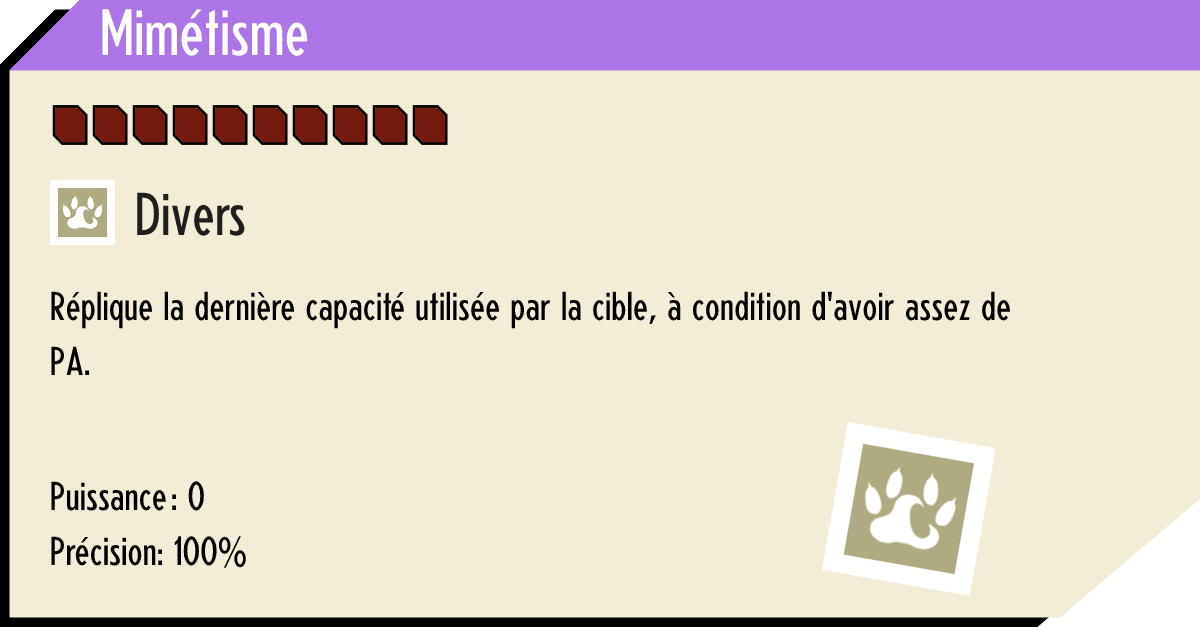 Mimétisme
Divers
Réplique la dernière capacité utilisée par la cible, à condition d'avoir assez de
PA.
Puissance : 0
Précision: 100%